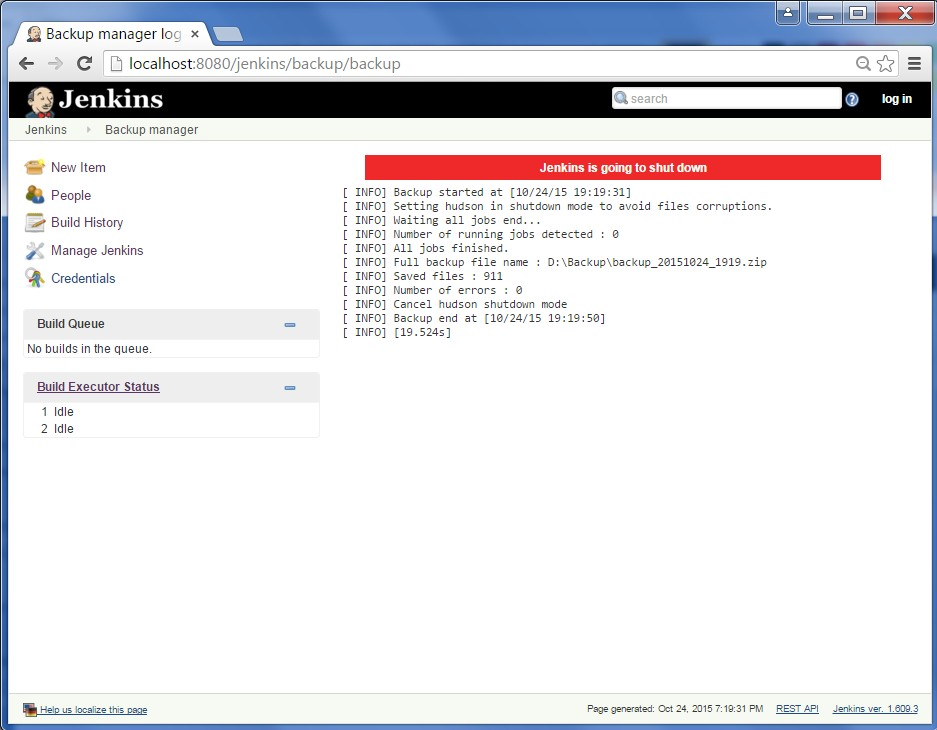 Backup manager log
localhost:8080/jenkins/backup/backup
Jenkins
search
log in
Jenkins
Backup manager
New Item
People
Build History
Manage Jenkins
Credentials
Build Queue
No builds in the queue.
Build Executor Status
1 Idle
2 Idle
Jenkins is going to shut down
[ INFO] Backup started at [10/24/15 19:19:31]
[ INFO] Setting hudson in shutdown mode to avoid files corruptions.
[ INFO] Waiting all jobs end...
[ INFO] Number of running jobs detected : 0
[ INFO] All jobs finished.
[ INFO] Full backup file name : D:\Backup\backup_20151024_1919.zip
[ INFO] Saved files : 911
[ INFO] Number of errors : 0
[ INFO] Cancel hudson shutdown mode
[ INFO] Backup end at [10/24/15 19:19:50]
[ INFO] [19.524s]
Help us localize this page
Page generated: Oct 24, 2015 7:19:31 PM
REST API
Jenkins ver. 1.609.3